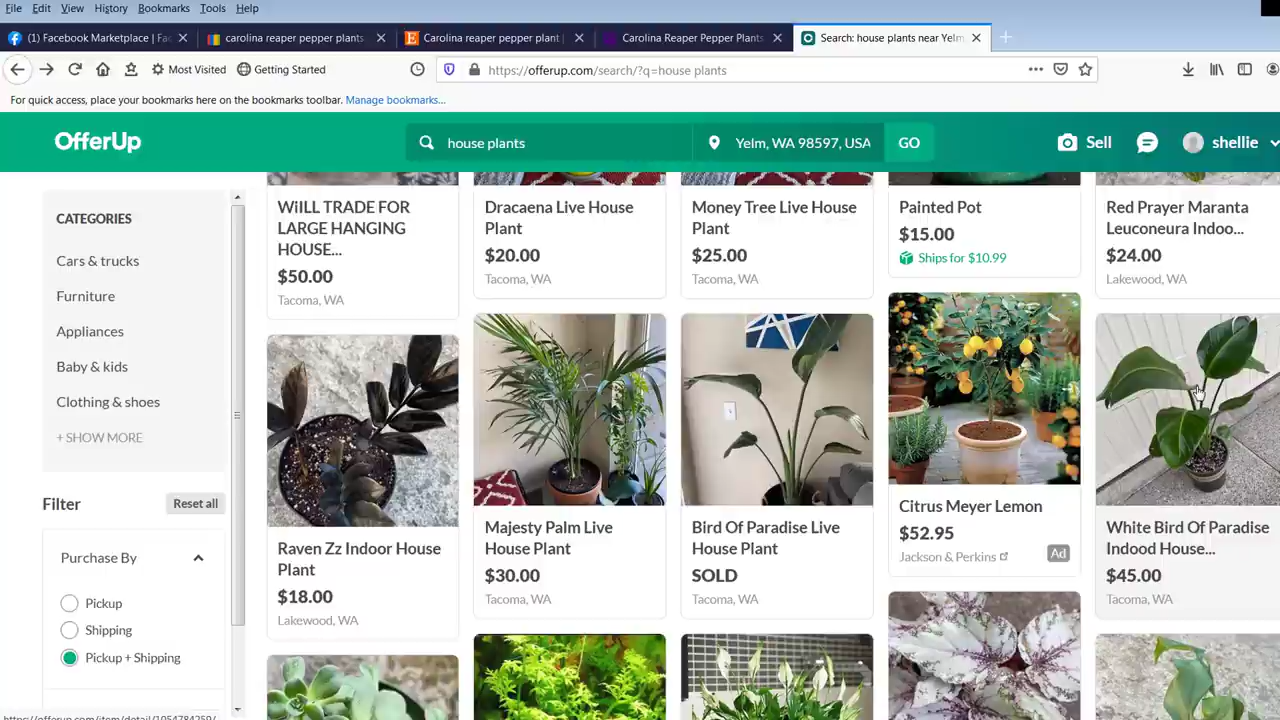 File Edit View History Bookmarks Tools Help
(1) Facebook Marketplace | Fac
carolina reaper pepper plants
Carolina reaper pepper plant |
Carolina Reaper Pepper Plants
Search: house plants near Yelm,
Most Visited
Getting Started
https://offerup.com/search/?q=house plants
For quick access, place your bookmarks here on the bookmarks toolbar. Manage bookmarks...
OfferUp
house plants
Yelm, WA 98597, USA
GO
Sell
shellie
CATEGORIES
Cars & trucks
Furniture
Appliances
Baby & kids
Clothing & shoes
+ SHOW MORE
Filter
Reset all
Purchase By
Pickup
Shipping
Pickup + Shipping
WiILL TRADE FOR
LARGE HANGING
HOUSE...
$50.00
Tacoma, WA
Dracaena Live House
Plant
$20.00
Tacoma, WA
Money Tree Live House
Plant
$25.00
Tacoma, WA
Painted Pot
$15.00
Ships for $10.99
Red Prayer Maranta
Leuconeura Indoo...
$24.00
Lakewood, WA
Raven Zz Indoor House
Plant
$18.00
Lakewood, WA
Majesty Palm Live
House Plant
$30.00
Tacoma, WA
Bird Of Paradise Live
House Plant
SOLD
Tacoma, WA
Citrus Meyer Lemon
$52.95
Jackson & Perkins
Ad
White Bird Of Paradise
Indood House...
$45.00
Tacoma, WA